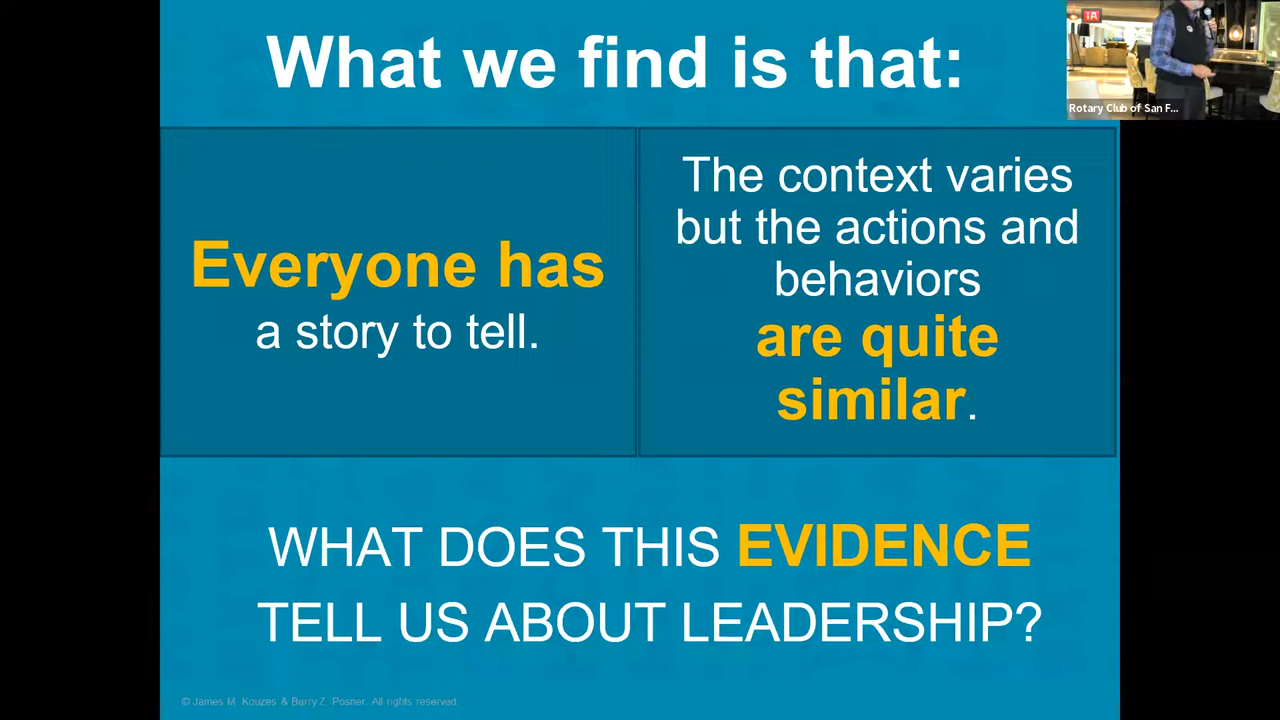 What we find is that:
Everyone has
a story to tell.
The context varies
but the actions and
behaviors
are quite
similar.
WHAT DOES THIS EVIDENCE
TELL US ABOUT LEADERSHIP?
© James M. Kouzes & Barry Z. Posner. All rights reserved.
Rotary Club of San F...